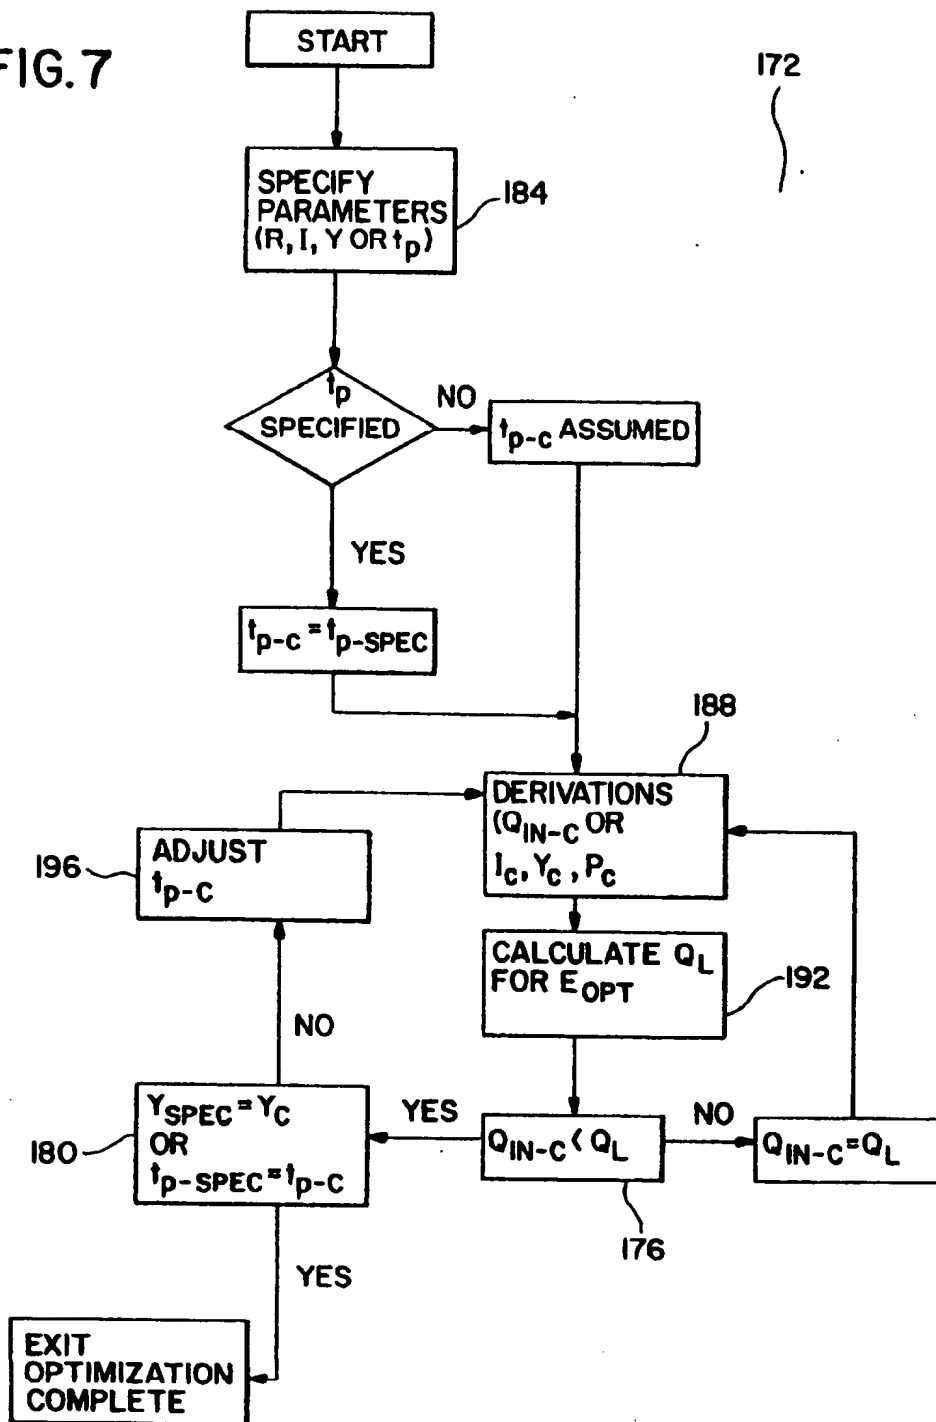 FIG. 7
START
172
SPECIFY
PARAMETERS
(R, I, Y OR tp)
184
tp
SPECIFIED
NO
tp-c ASSUMED
YES
tp-c = tp-SPEC
188
DERIVATIONS
(QIN-C OR
Ic, Yc, Pc
ADJUST
tp-C
196
CALCULATE QL
FOR EOPT
192
NO
YSPEC = YC
OR
tp-SPEC = tp-C
180
YES
QIN-C < QL
NO
QIN-C = QL
176
YES
EXIT
OPTIMIZATION
COMPLETE